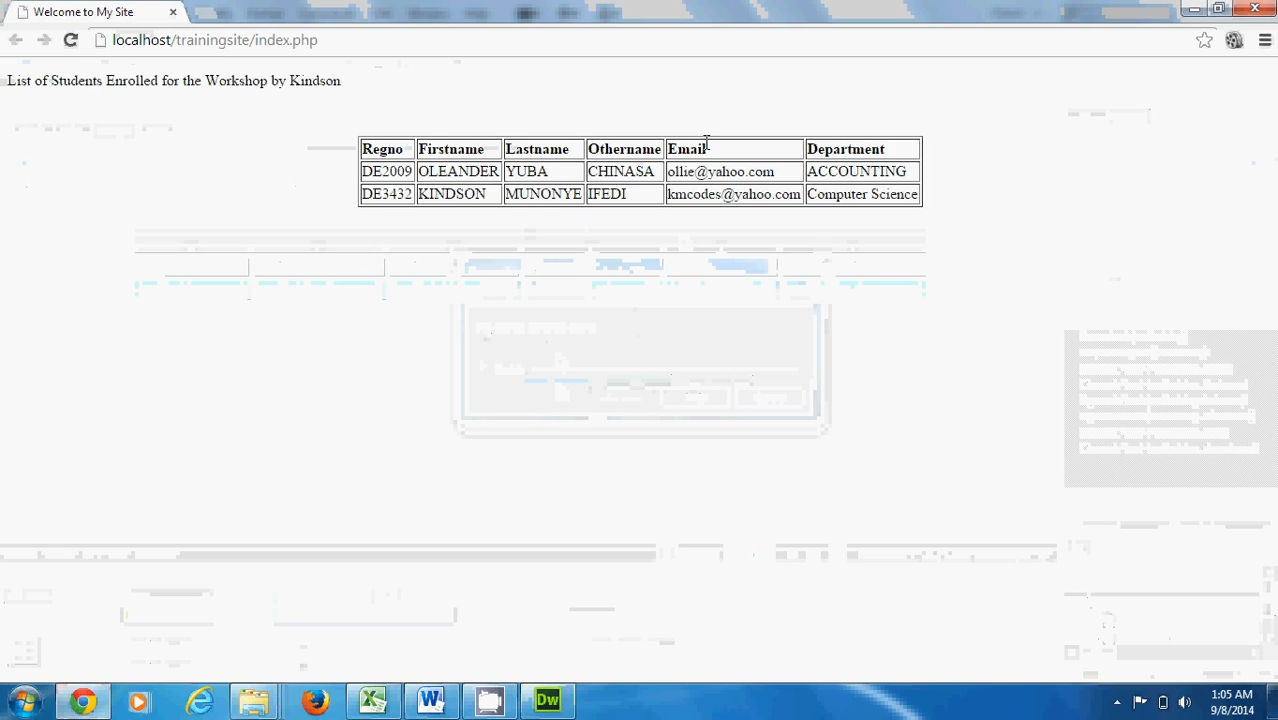 Welcome to My Site
localhost/trainingsite/index.php
List of Students Enrolled for the Workshop by Kindson
Regno Firstname Lastname Othername Email Department
DE2009 OLEANDER YUBA CHINASA ollie@yahoo.com ACCOUNTING
DE3432 KINDSON MUNONYE IFEDI kmcodes@yahoo.com Computer Science
Dw
1:05 AM
9/8/2014